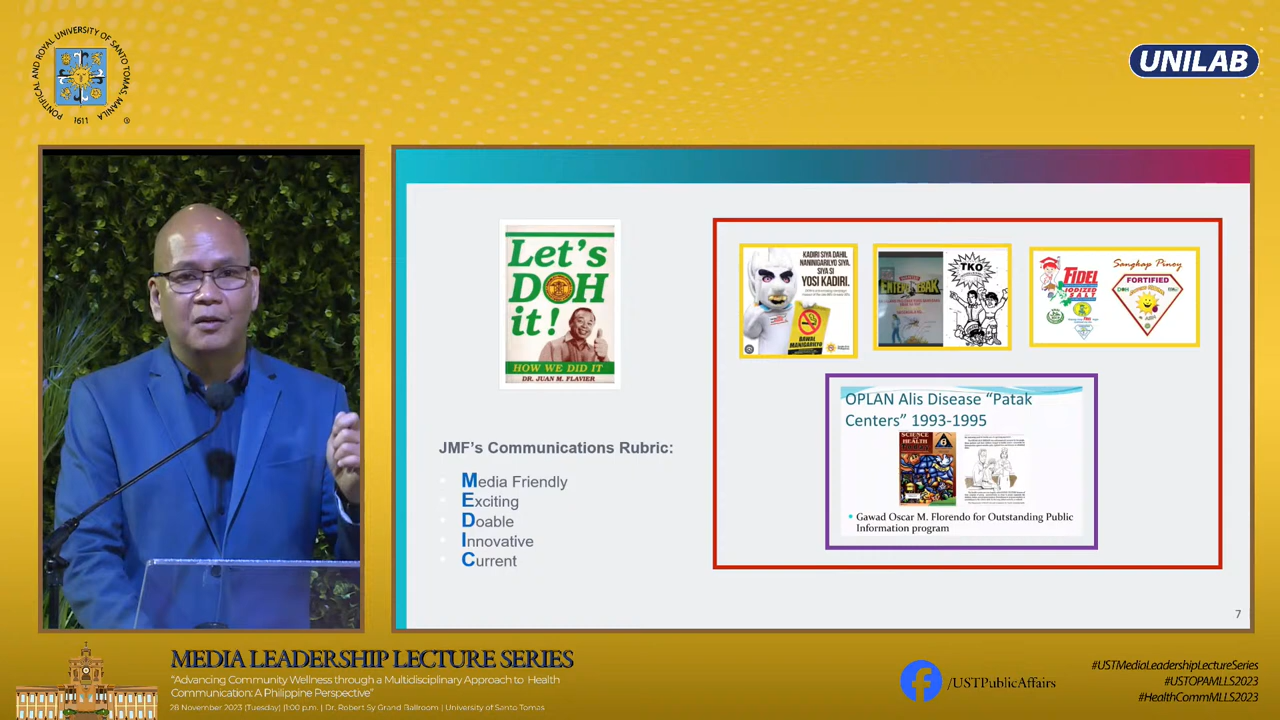 PONTIFICAL AND ROYAL UNIVERSITY OF SANTO TOMAS, MANILA
1611
UNILAB
Let's
DOH
it!
HOW WE DID IT
DR. JUAN M. FLAVIER
JMF's Communications Rubric:
Media Friendly
Exciting
Doable
Innovative
Current
KADIRI SIYA DAHIL
NANINIGARILYO SIYA.
SIYA SI
YOSI KADIRI.
BAWAL
MANIGARILYO
TKO
FIDEL
IODIZED
SALT
Sangkap Pinoy
FORTIFIED
DOH
OPLAN Alis Disease "Patak
Centers" 1993-1995
SCIENCE
HEALTH
6
• Gawad Oscar M. Florendo for Outstanding Public
Information program
7
MEDIA LEADERSHIP LECTURE SERIES
"Advancing Community Wellness through a Multidisciplinary Approach to Health
Communication: A Philippine Perspective"
28 November 2023 |Tuesday| |1:00 p.m. | Dr. Robert Sy Grand Ballroom | University of Santo Tomas
/USTPublicAffairs
#USTMediaLeadershipLectureSeries
#USTOPAMLLS2023
#HealthCommMLLS2023